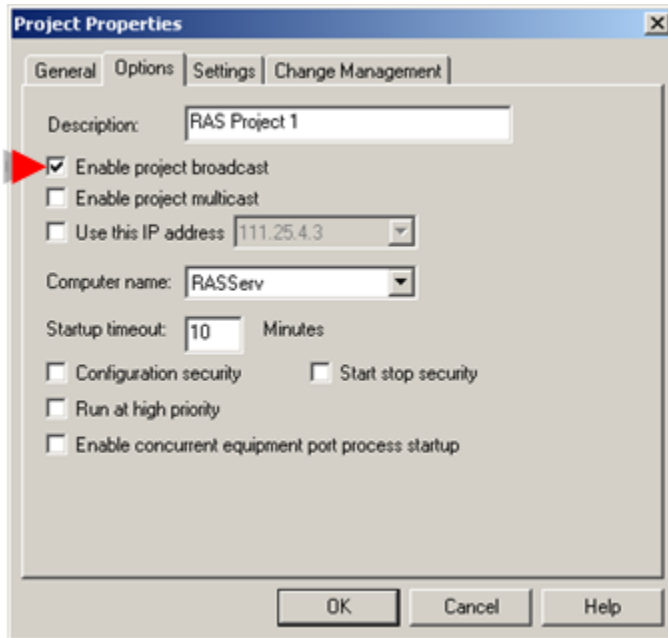 Project Properties
General Options Settings Change Management
Description: RAS Project 1
Enable project broadcast
Enable project multicast
Use this IP address 111.25.4.3
Computer name: RASServ
Startup timeout: 10 Minutes
Configuration security Start stop security
Run at high priority
Enable concurrent equipment port process startup
OK Cancel Help